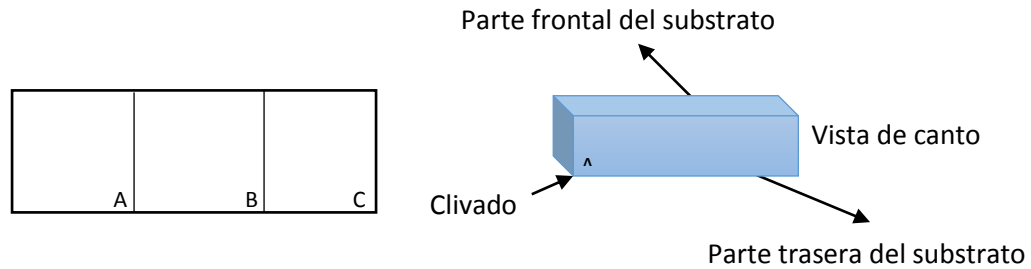 Parte frontal del substrato
A
B
C
^
Vista de canto
Clivado
Parte trasera del substrato